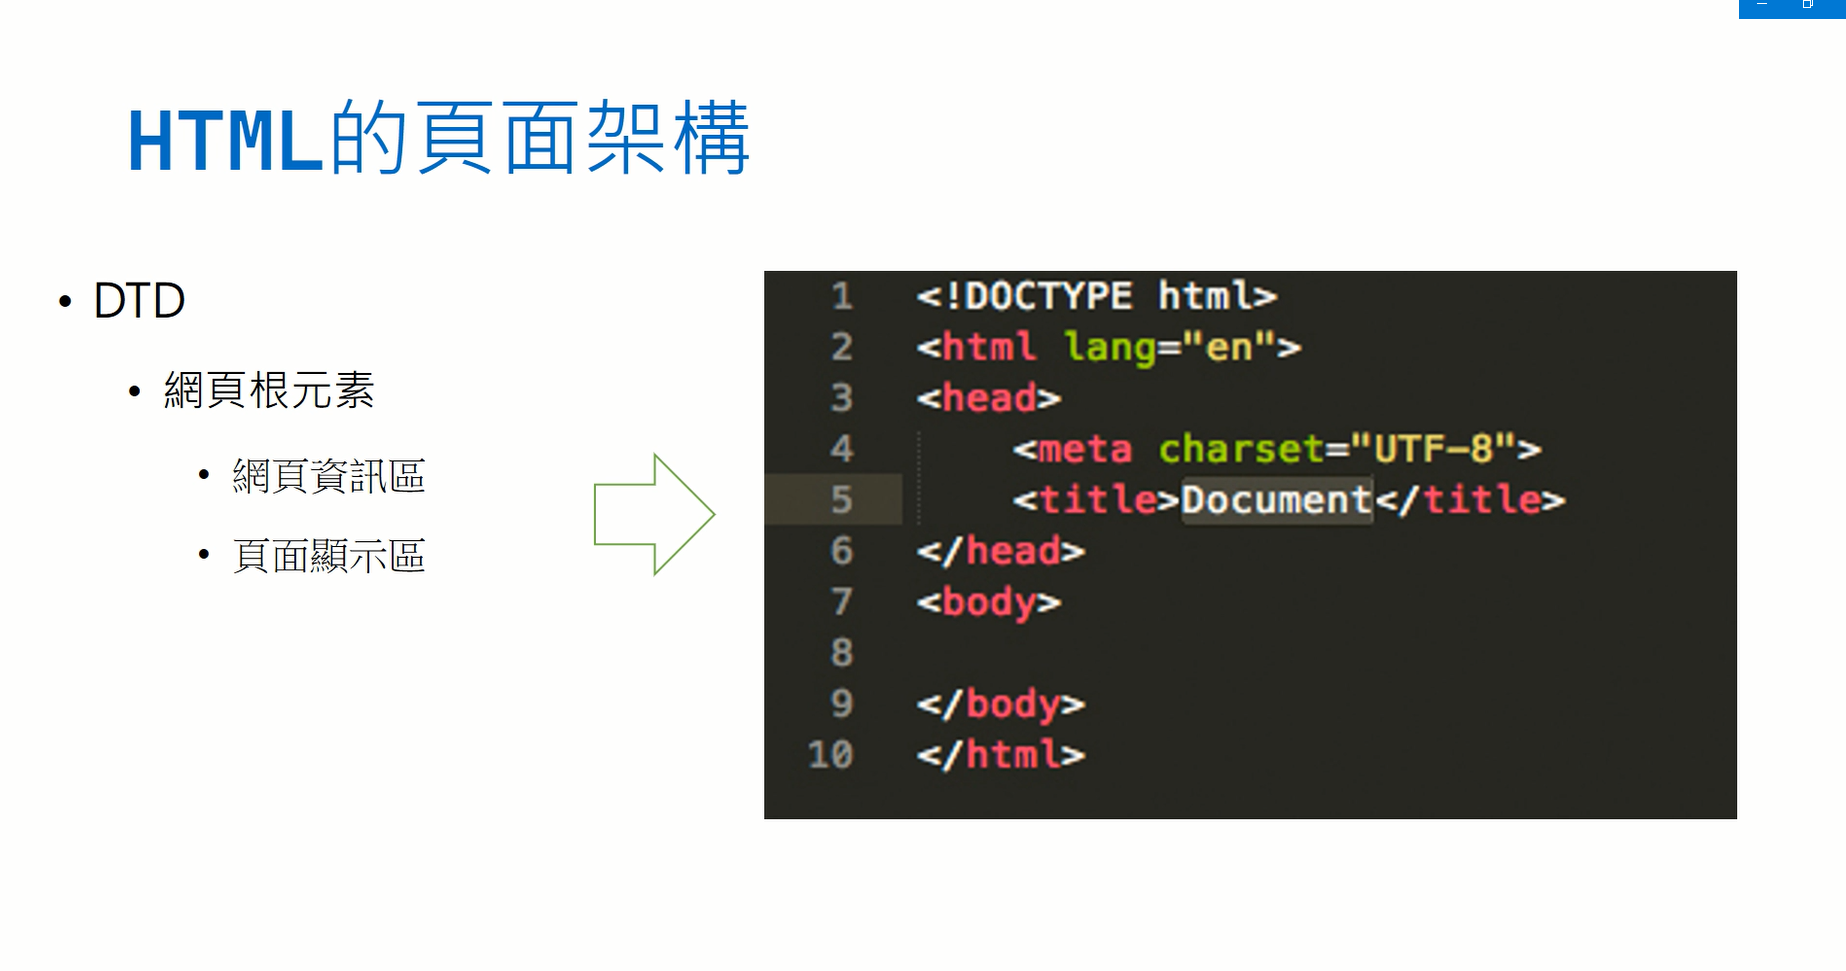 HTML的頁面架構
• DTD
• 網頁根元素
• 網頁資訊區
• 頁面顯示區
1 <!DOCTYPE html>
2 <html lang="en">
3 <head>
4 <meta charset="UTF-8">
5 <title>Document</title>
6 </head>
7 <body>
8
9 </body>
10 </html>